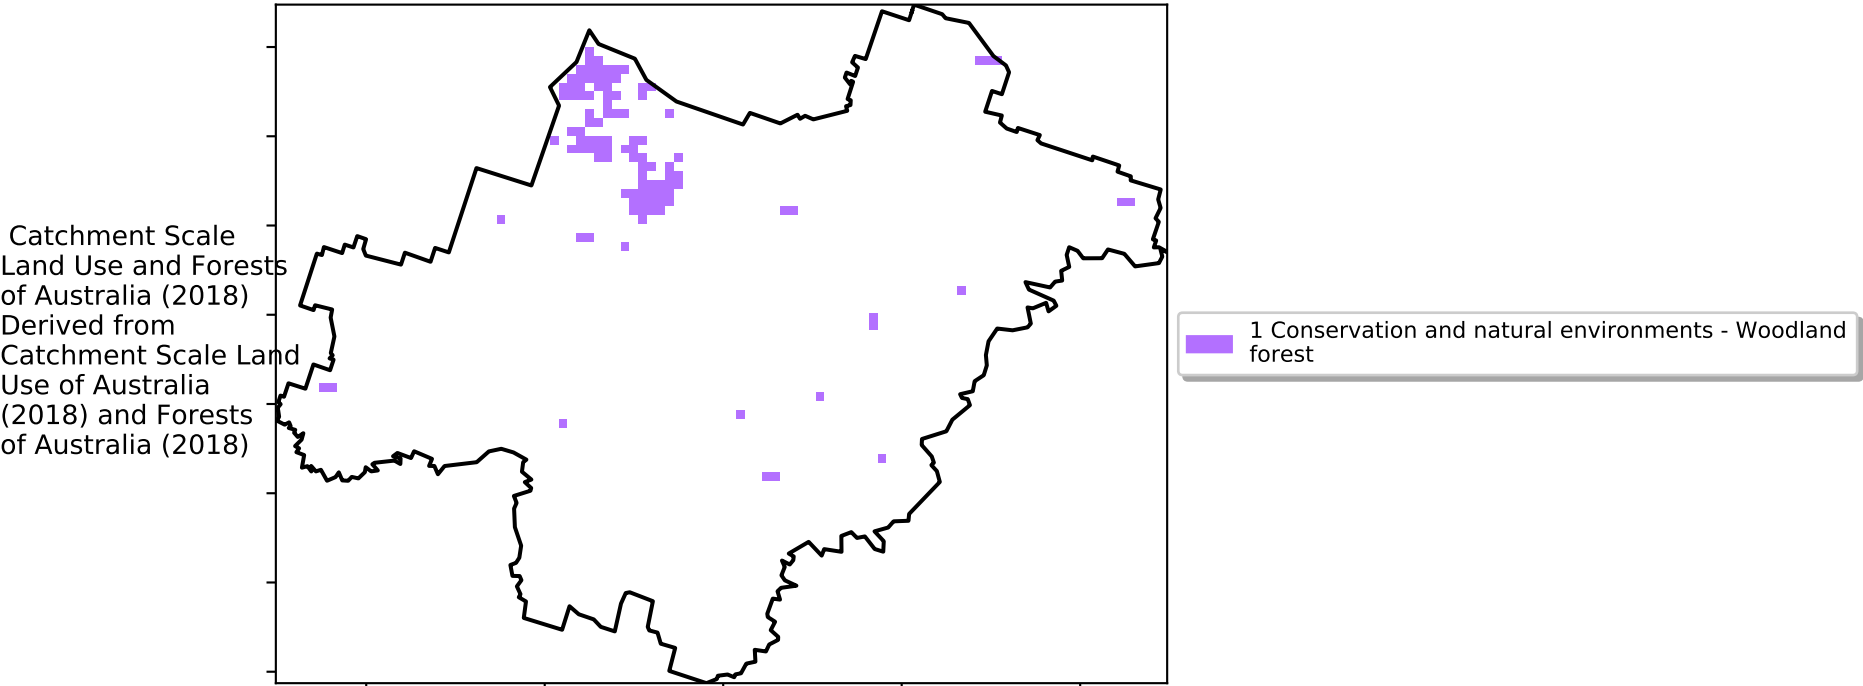 Catchment Scale
Land Use and Forests
of Australia (2018)
Derived from
Catchment Scale Land
Use of Australia
(2018) and Forests
of Australia (2018)
1 Conservation and natural environments - Woodland
forest